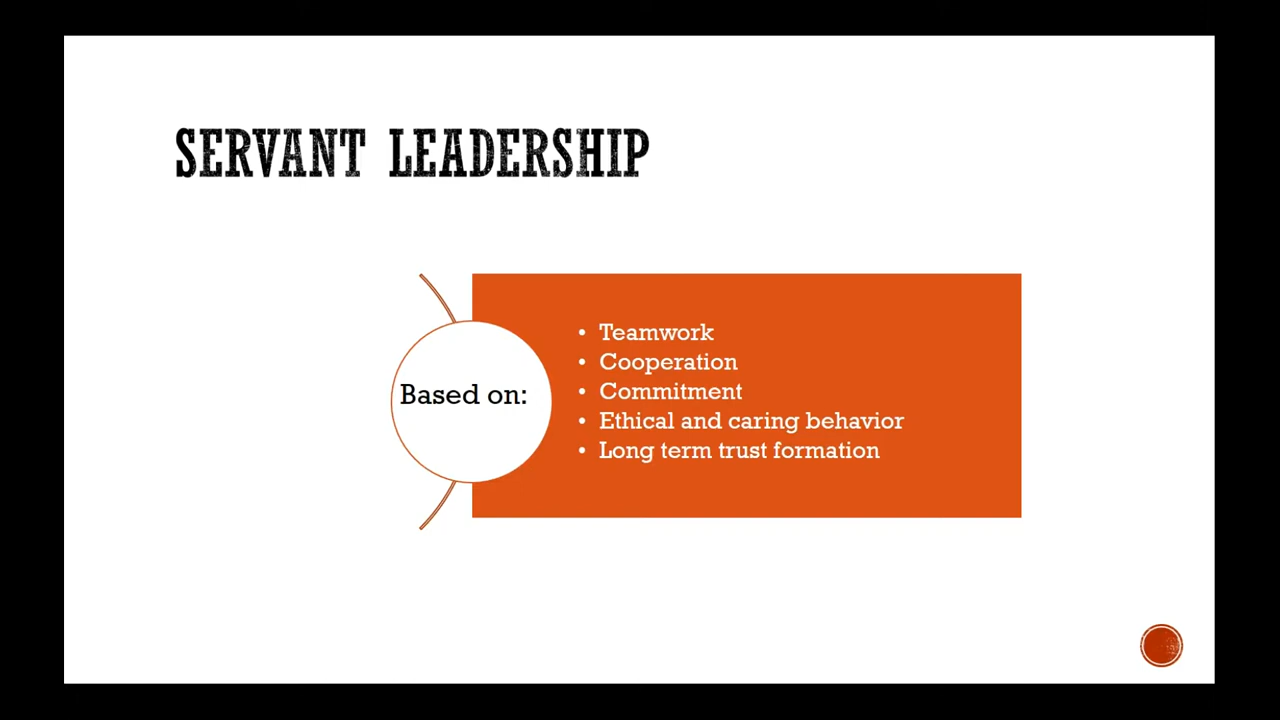 SERVANT LEADERSHIP
Based on:
• Teamwork
• Cooperation
• Commitment
• Ethical and caring behavior
• Long term trust formation